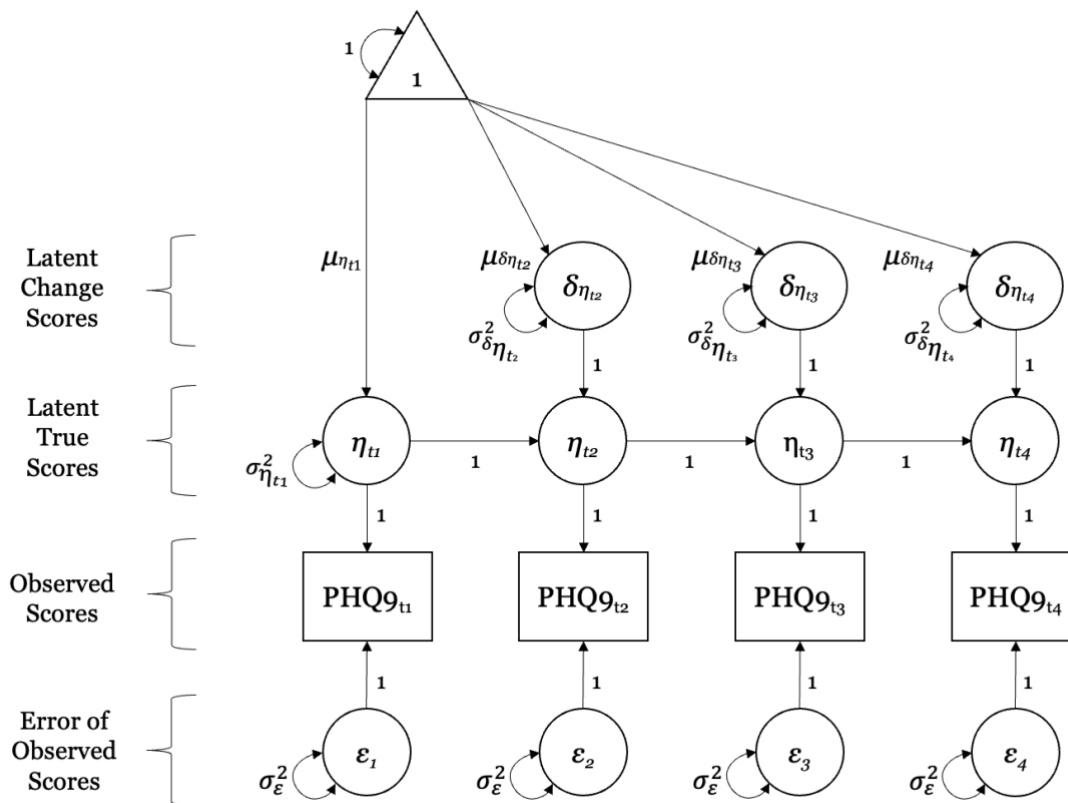 1
1
Latent
Change
Scores
μηt1
μδηt2
μδηt3
μδηt4
δηt2
δηt3
δηt4
σ²δηt2
σ²δηt3
σ²δηt4
1
1
1
Latent
True
Scores
ηt1
ηt2
ηt3
ηt4
σ²ηt1
1
1
1
1
1
1
1
Observed
Scores
PHQ9t1
PHQ9t2
PHQ9t3
PHQ9t4
1
1
1
1
Error of
Observed
Scores
ε1
ε2
ε3
ε4
σ²ε
σ²ε
σ²ε
σ²ε